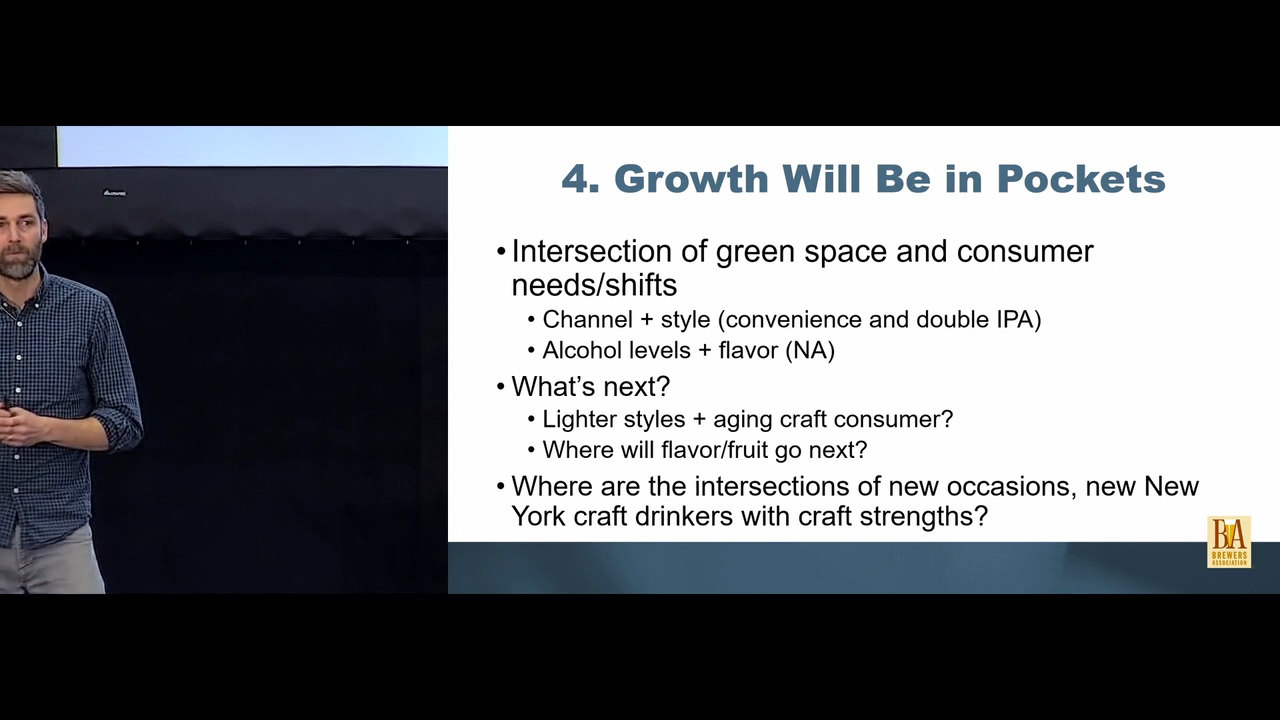 4. Growth Will Be in Pockets
• Intersection of green space and consumer
needs/shifts
• Channel + style (convenience and double IPA)
• Alcohol levels + flavor (NA)
• What's next?
• Lighter styles + aging craft consumer?
• Where will flavor/fruit go next?
• Where are the intersections of new occasions, new New
York craft drinkers with craft strengths?
BA
BREWERS
ASSOCIATION